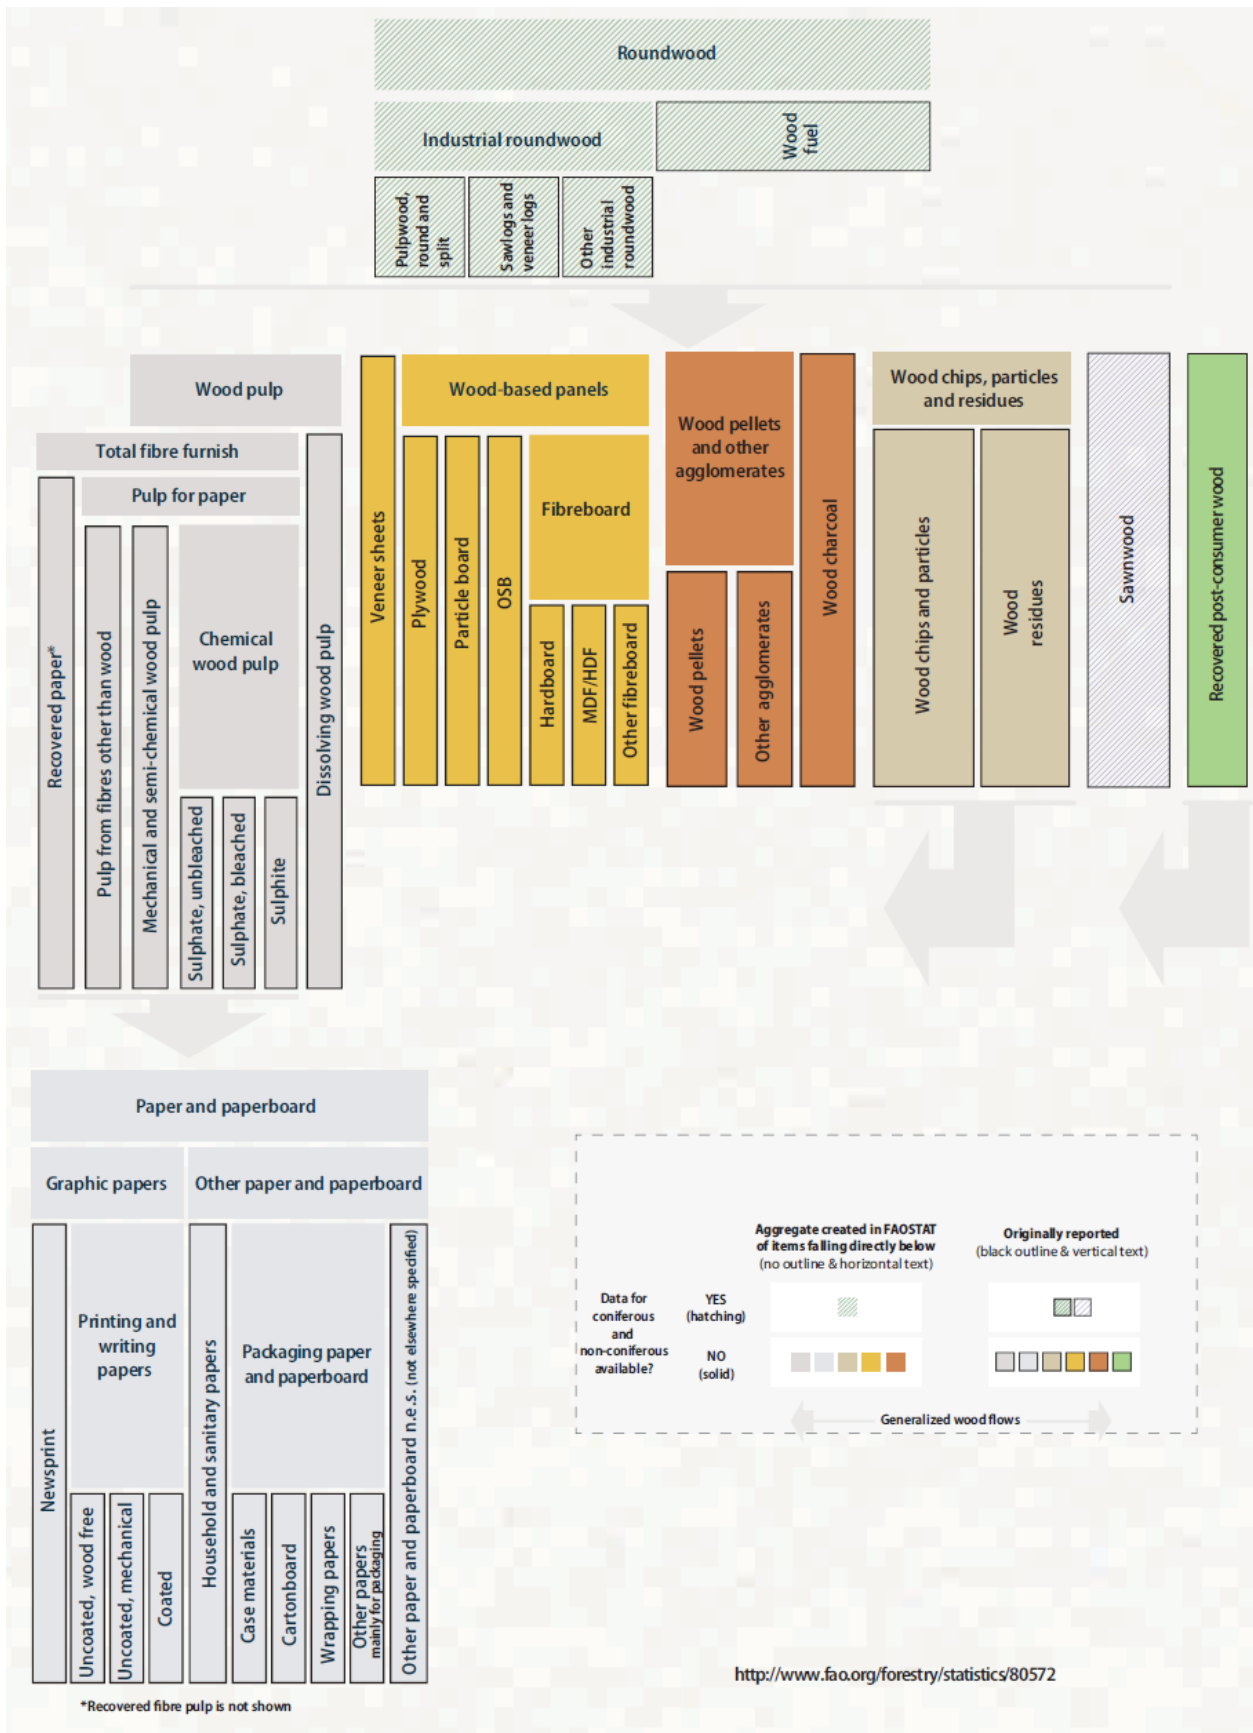 Roundwood
Industrial roundwood
Wood
fuel
Pulpwood,
round and
split
Sawlogs and
veneer logs
Other
industrial
roundwood
Wood pulp
Total fibre furnish
Pulp for paper
Recovered paper*
Pulp from fibres other than wood
Mechanical and semi-chemical wood pulp
Chemical
wood pulp
Sulphate, unbleached
Sulphate, bleached
Sulphite
Dissolving wood pulp
Veneer sheets
Wood-based panels
Plywood
Particle board
OSB
Fibreboard
Hardboard
MDF/HDF
Other fibreboard
Wood pellets
and other
agglomerates
Wood pellets
Other agglomerates
Wood charcoal
Wood chips, particles
and residues
Wood chips and particles
Wood
residues
Sawnwood
Recovered post-consumer wood
Paper and paperboard
Graphic papers
Other paper and paperboard
Newsprint
Printing and
writing
papers
Uncoated, wood free
Uncoated, mechanical
Coated
Household and sanitary papers
Packaging paper
and paperboard
Case materials
Cartonboard
Wrapping papers
Other papers
mainly for packaging
Other paper and paperboard n.e.s. (not elsewhere specified)
*Recovered fibre pulp is not shown
Aggregate created in FAOSTAT
of items falling directly below
(no outline & horizontal text)
Originally reported
(black outline & vertical text)
Data for
coniferous
and
non-coniferous
available?
YES
(hatching)
NO
(solid)
Generalized wood flows
http://www.fao.org/forestry/statistics/80572